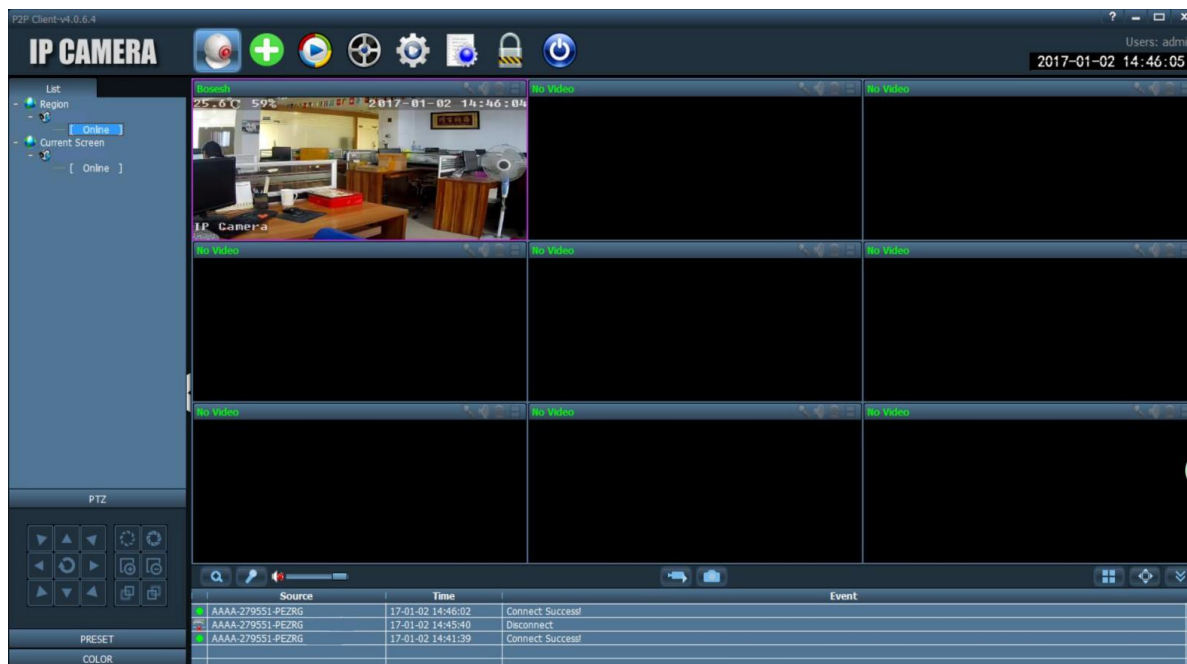 P2P Client-v4.0.6.4
?
IP CAMERA
Users: admi
2017-01-02 14:46:05
List
Region
[ Online ]
Current Screen
[ Online ]
Bosesh
25.6℃ 59%
2017-01-02 14:46:04
IP Camera
No Video
No Video
No Video
No Video
No Video
No Video
No Video
No Video
PTZ
PRESET
COLOR
Source Time Event
AAAA-279551-PEZRG 17-01-02 14:46:02 Connect Success!
AAAA-279551-PEZRG 17-01-02 14:45:40 Disconnect
AAAA-279551-PEZRG 17-01-02 14:41:39 Connect Success!